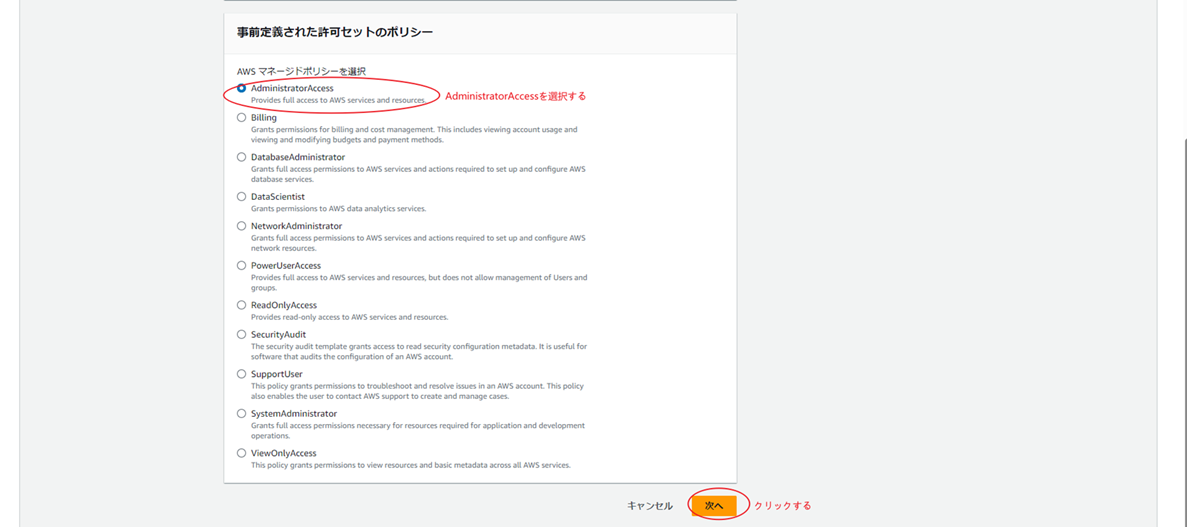 事前定義された許可セットのポリシー
AWS マネージドポリシーを選択
AdministratorAccess
Provides full access to AWS services and resources.
AdministratorAccessを選択する
Billing
Grants permissions for billing and cost management. This includes viewing account usage and
viewing and modifying budgets and payment methods.
DatabaseAdministrator
Grants full access permissions to AWS services and actions required to set up and configure AWS
database services.
DataScientist
Grants permissions to AWS data analytics services.
NetworkAdministrator
Grants full access permissions to AWS services and actions required to set up and configure AWS
network resources.
PowerUserAccess
Provides full access to AWS services and resources, but does not allow management of Users and
groups.
ReadOnlyAccess
Provides read-only access to AWS services and resources.
SecurityAudit
The security audit template grants access to read security configuration metadata. It is useful for
software that audits the configuration of an AWS account.
SupportUser
This policy grants permissions to troubleshoot and resolve issues in an AWS account. This policy
also enables the user to contact AWS support to create and manage cases.
SystemAdministrator
Grants full access permissions necessary for resources required for application and development
operations.
ViewOnlyAccess
This policy grants permissions to view resources and basic metadata across all AWS services.
キャンセル 次へ クリックする